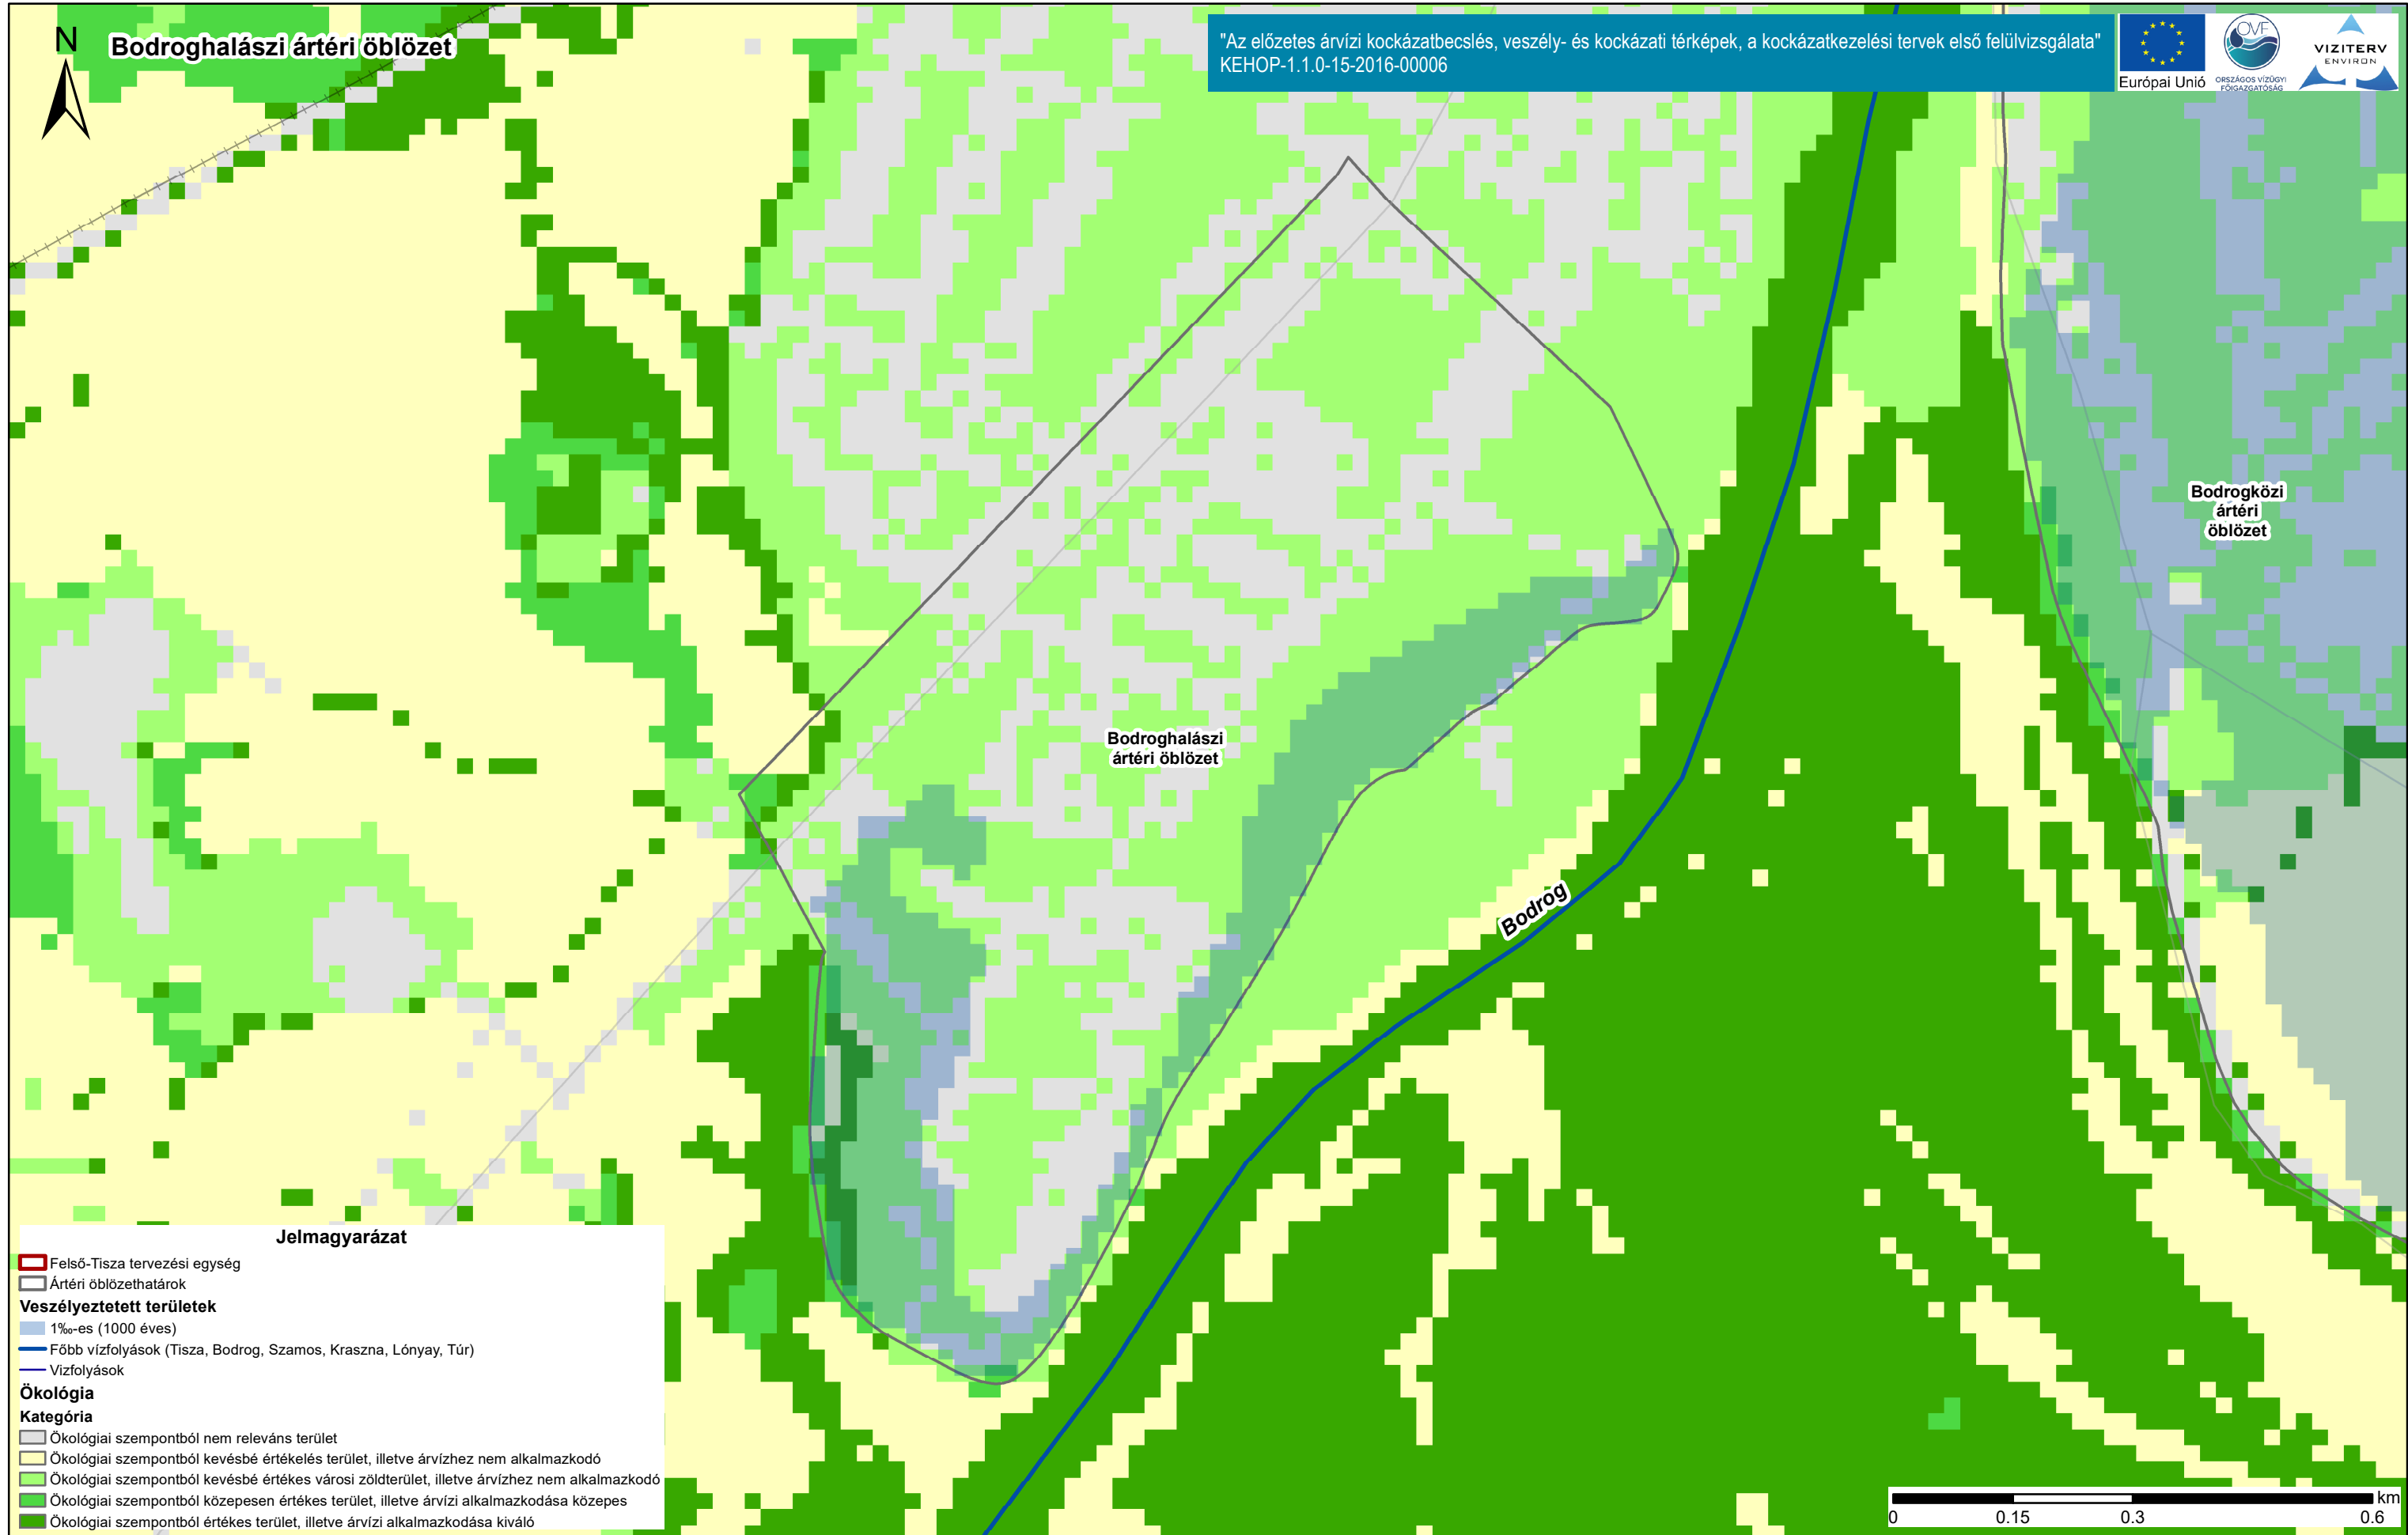 N
Bodroghalászi ártéri öblözet
"Az előzetes árvízi kockázatbecslés, veszély- és kockázati térképek, a kockázatkezelési tervek első felülvizsgálata"
KEHOP-1.1.0-15-2016-00006
Európai Unió
OVF
ORSZÁGOS VÍZÜGYI
FŐIGAZGATÓSÁG
VIZITERV
ENVIRON
Bodrogközi
ártéri
öblözet
Bodroghalászi
ártéri öblözet
Bodrog
Jelmagyarázat
Felső-Tisza tervezési egység
Ártéri öblözethatárok
Veszélyeztetett területek
1‰-es (1000 éves)
Főbb vízfolyások (Tisza, Bodrog, Szamos, Kraszna, Lónyay, Túr)
Vizfolyások
Ökológia
Kategória
Ökológiai szempontból nem releváns terület
Ökológiai szempontból kevésbé értékelés terület, illetve árvízhez nem alkalmazkodó
Ökológiai szempontból kevésbé értékes városi zöldterület, illetve árvízhez nem alkalmazkodó
Ökológiai szempontból közepesen értékes terület, illetve árvízi alkalmazkodása közepes
Ökológiai szempontból értékes terület, illetve árvízi alkalmazkodása kiváló
km
0 0.15 0.3 0.6